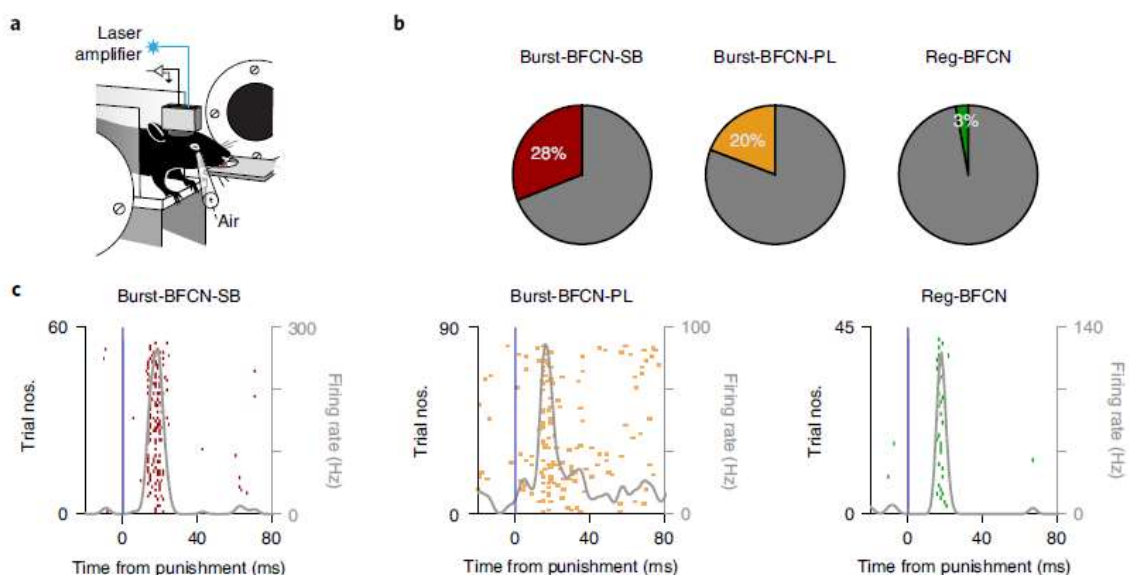 a
Laser
amplifier
Air
b
Burst-BFCN-SB
Burst-BFCN-PL
Reg-BFCN
28%
20%
3%
c
Burst-BFCN-SB
60
0
Trial nos.
300
0
Firing rate (Hz)
0 40 80
Time from punishment (ms)
Burst-BFCN-PL
90
0
Trial nos.
100
0
Firing rate (Hz)
0 40 80
Time from punishment (ms)
Reg-BFCN
45
0
Trial nos.
140
0
Firing rate (Hz)
0 40 80
Time from punishment (ms)